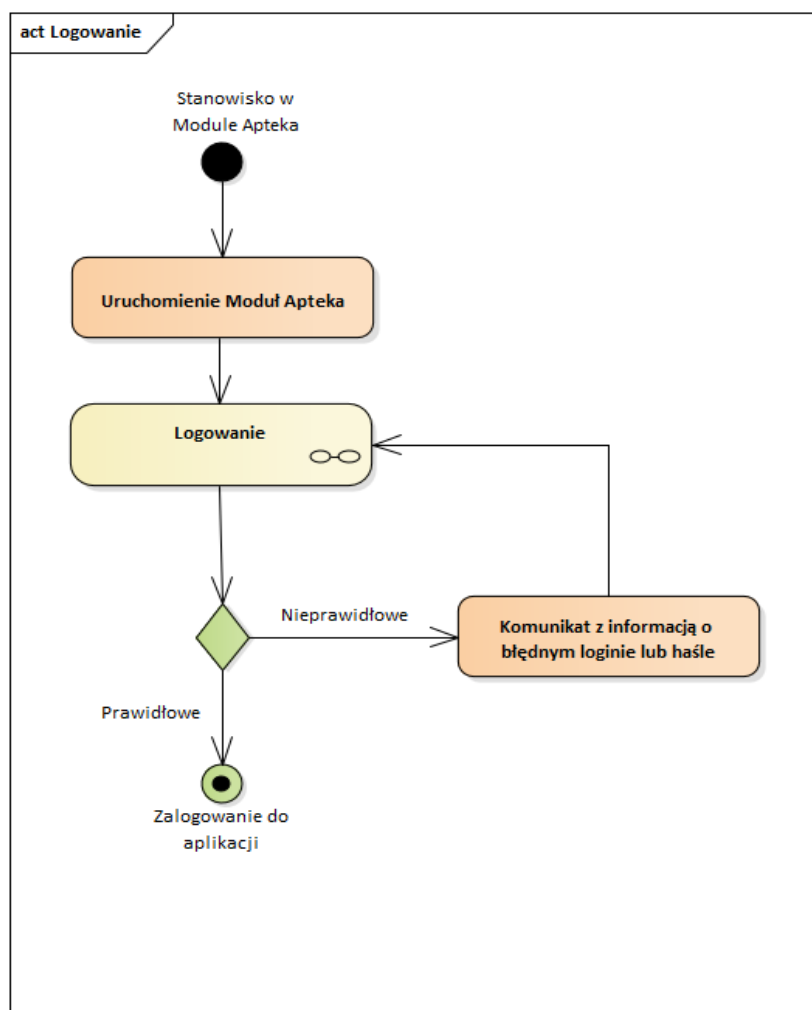 act Logowanie
Stanowisko w
Module Apteka
Uruchomienie Moduł Apteka
Logowanie
Nieprawidłowe
Komunikat z informacją o
błędnym loginie lub haśle
Prawidłowe
Zalogowanie do
aplikacji